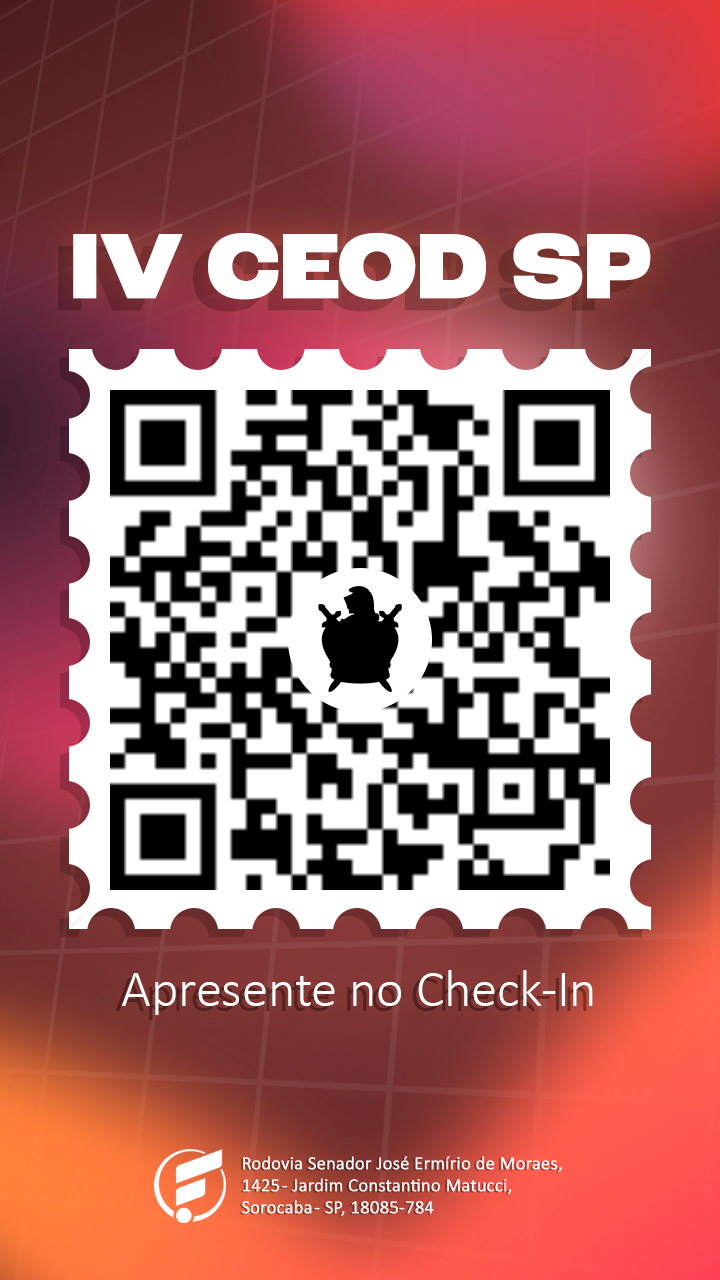 IV CEOD SP
Apresente no Check-In
Rodovia Senador José Ermírio de Moraes,
1425- Jardim Constantino Matucci,
Sorocaba- SP, 18085-784